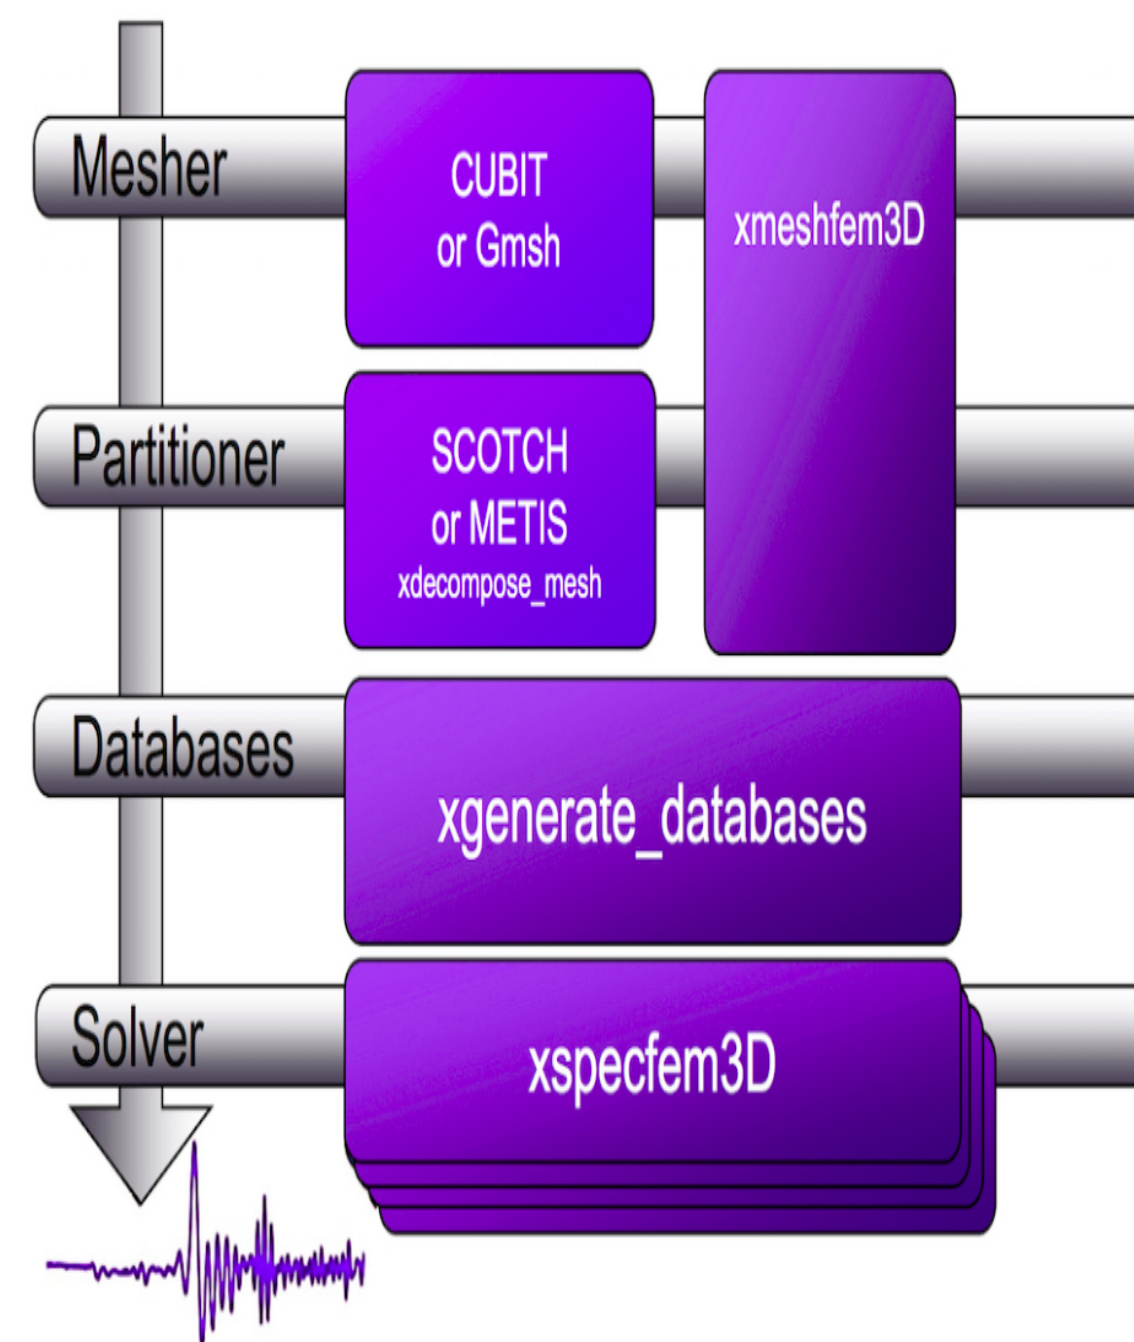 Mesher
CUBIT
or Gmsh
xmeshfem3D
Partitioner
SCOTCH
or METIS
xdecompose_mesh
Databases
xgenerate_databases
Solver
xspecfem3D